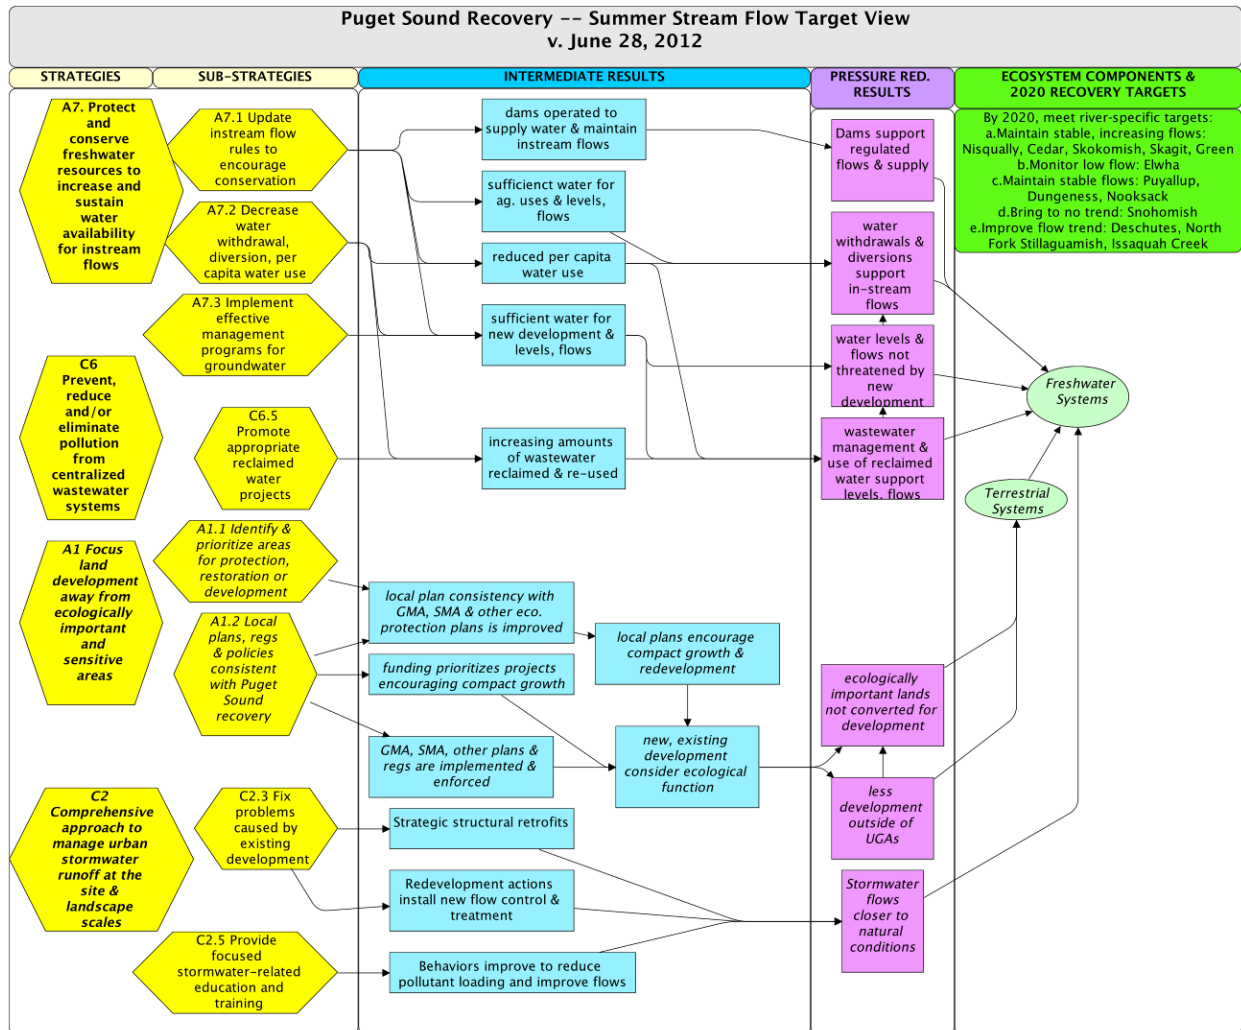 Puget Sound Recovery -- Summer Stream Flow Target View
v. June 28, 2012
STRATEGIES
SUB-STRATEGIES
INTERMEDIATE RESULTS
PRESSURE RED.
RESULTS
ECOSYSTEM COMPONENTS &
2020 RECOVERY TARGETS
A7. Protect
and
conserve
freshwater
resources to
increase and
sustain
water
availability
for instream
flows
C6
Prevent,
reduce
and/or
eliminate
pollution
from
centralized
wastewater
systems
A1 Focus
land
development
away from
ecologically
important
and
sensitive
areas
C2
Comprehensive
approach to
manage urban
stormwater
runoff at the
site &
landscape
scales
A7.1 Update
instream flow
rules to
encourage
conservation
A7.2 Decrease
water
withdrawal,
diversion, per
capita water use
A7.3 Implement
effective
management
programs for
groundwater
C6.5
Promote
appropriate
reclaimed
water
projects
A1.1 Identify &
prioritize areas
for protection,
restoration or
development
A1.2 Local
plans, regs
& policies
consistent
with Puget
Sound
recovery
C2.3 Fix
problems
caused by
existing
development
C2.5 Provide
focused
stormwater-related
education and
training
dams operated to
supply water & maintain
instream flows
sufficienct water for
ag. uses & levels,
flows
reduced per capita
water use
sufficient water for
new development &
levels, flows
increasing amounts
of wastewater
reclaimed & re-used
local plan consistency with
GMA, SMA & other eco.
protection plans is improved
funding prioritizes projects
encouraging compact growth
GMA, SMA, other plans &
regs are implemented &
enforced
local plans encourage
compact growth &
redevelopment
new, existing
development
consider ecological
function
Strategic structural retrofits
Redevelopment actions
install new flow control &
treatment
Behaviors improve to reduce
pollutant loading and improve flows
Dams support
regulated
flows & supply
water
withdrawals &
diversions
support
in-stream
flows
water levels &
flows not
threatened by
new
development
wastewater
management &
use of reclaimed
water support
levels, flows
ecologically
important lands
not converted for
development
less
development
outside of
UGAs
Stormwater
flows
closer to
natural
conditions
By 2020, meet river-specific targets:
a.Maintain stable, increasing flows:
Nisqually, Cedar, Skokomish, Skagit, Green
b.Monitor low flow: Elwha
c.Maintain stable flows: Puyallup,
Dungeness, Nooksack
d.Bring to no trend: Snohomish
e.Improve flow trend: Deschutes, North
Fork Stillaguamish, Issaquah Creek
Freshwater
Systems
Terrestrial
Systems